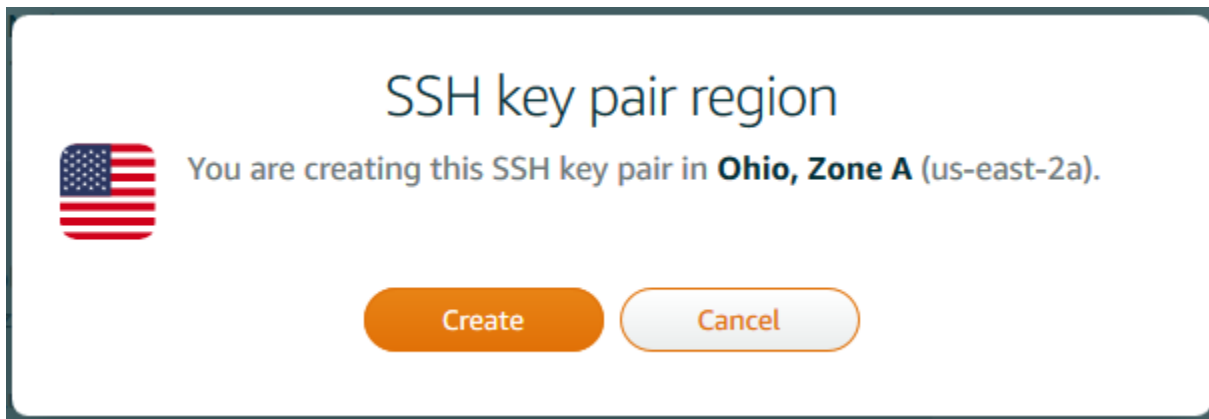 SSH key pair region
You are creating this SSH key pair in Ohio, Zone A (us-east-2a).
Create
Cancel